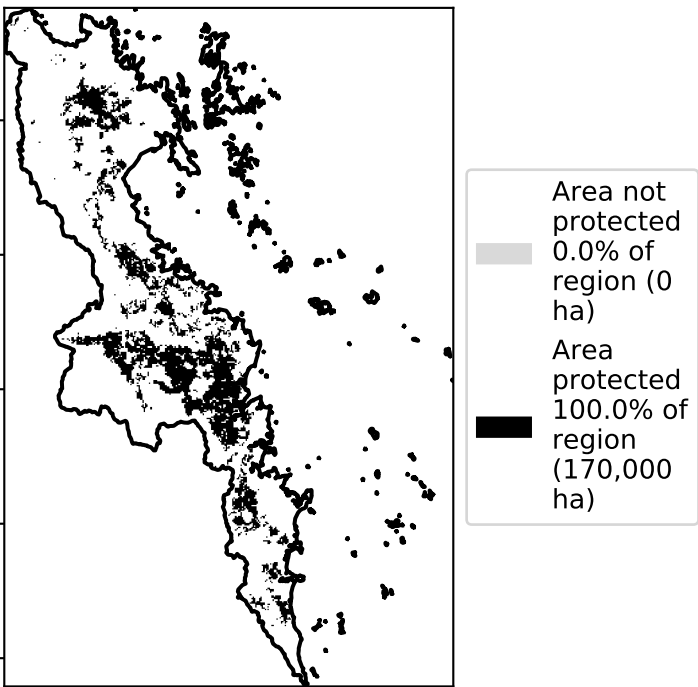 Area not
protected
0.0% of
region (0
ha)
Area
protected
100.0% of
region
(170,000
ha)